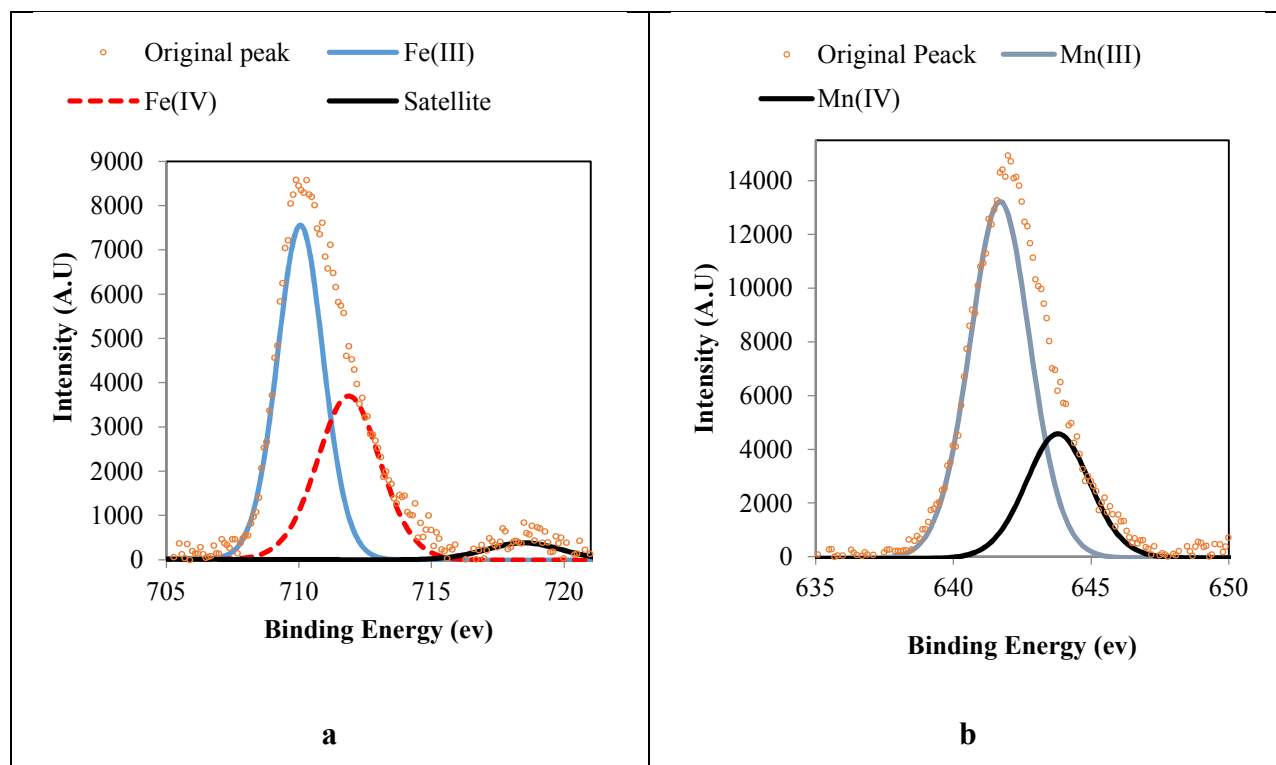 Original peak Fe(III)
Fe(IV) Satellite
9000
8000
7000
6000
5000
4000
3000
2000
1000
0
705 710 715 720
Intensity (A.U)
Binding Energy (ev)
a
Original Peack Mn(III)
Mn(IV)
14000
12000
10000
8000
6000
4000
2000
0
635 640 645 650
Intensity (A.U)
Binding Energy (ev)
b